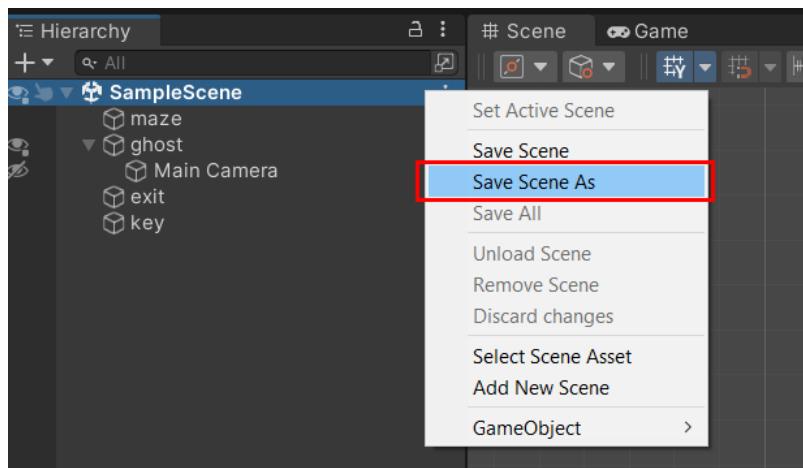 Hierarchy
# Scene
Game
All
SampleScene
maze
ghost
Main Camera
exit
key
Set Active Scene
Save Scene
Save Scene As
Save All
Unload Scene
Remove Scene
Discard changes
Select Scene Asset
Add New Scene
GameObject >